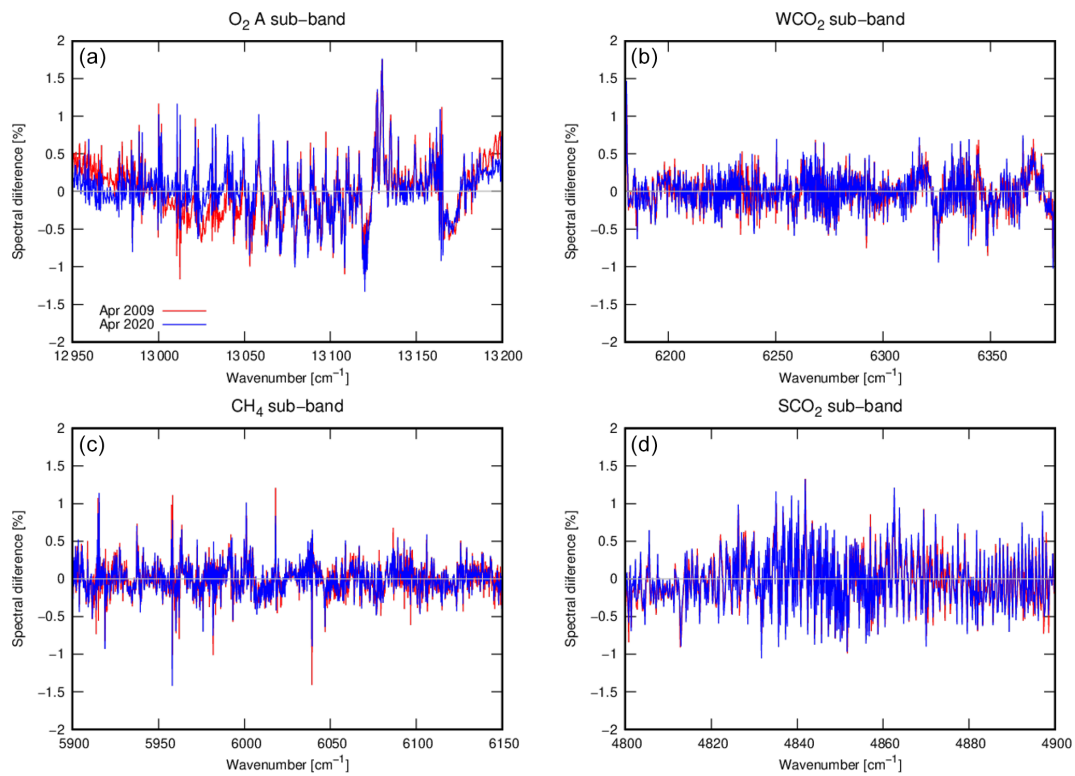 O2 A sub−band
(a)
2
1.5
1
0.5
0
−0.5
−1
−1.5
−2
Spectral diifference [%]
Apr 2009
Apr 2020
12 950 13 000 13 050 13 100 13 150 13 200
Wavenumber [cm−1]
WCO2 sub−band
(b)
2
1.5
1
0.5
0
−0.5
−1
−1.5
−2
Spectral diifference [%]
6200 6250 6300 6350
Wavenumber [cm−1]
CH4 sub−band
(c)
2
1.5
1
0.5
0
−0.5
−1
−1.5
−2
Spectral diifference [%]
5900 5950 6000 6050 6100 6150
Wavenumber [cm−1]
SCO2 sub−band
(d)
2
1.5
1
0.5
0
−0.5
−1
−1.5
−2
Spectral diifference [%]
4800 4820 4840 4860 4880 4900
Wavenumber [cm−1]